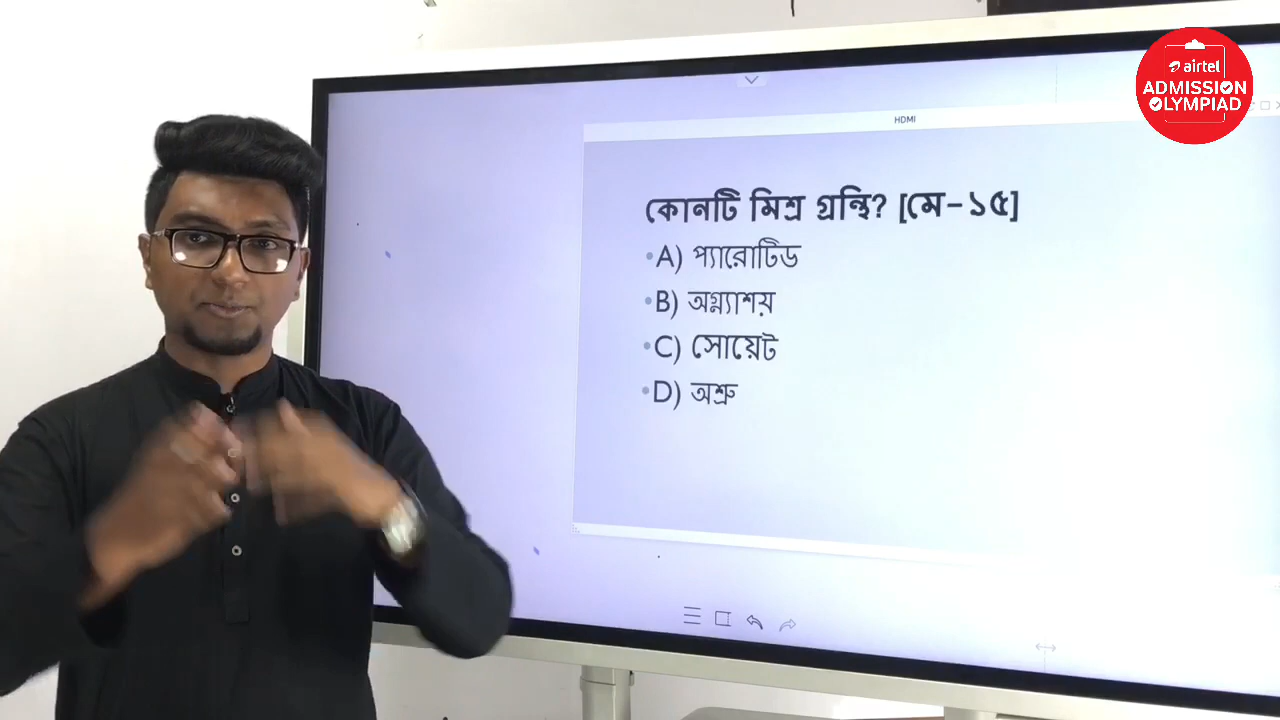 airtel
ADMISSION
OLYMPIAD
HDMI
কোনটি মিশ্র গ্রন্থি? [মে-১৫]
•A) প্যারোটিড
•B) অগ্ন্যাশয়
•C) সোয়েট
•D) অশ্রু